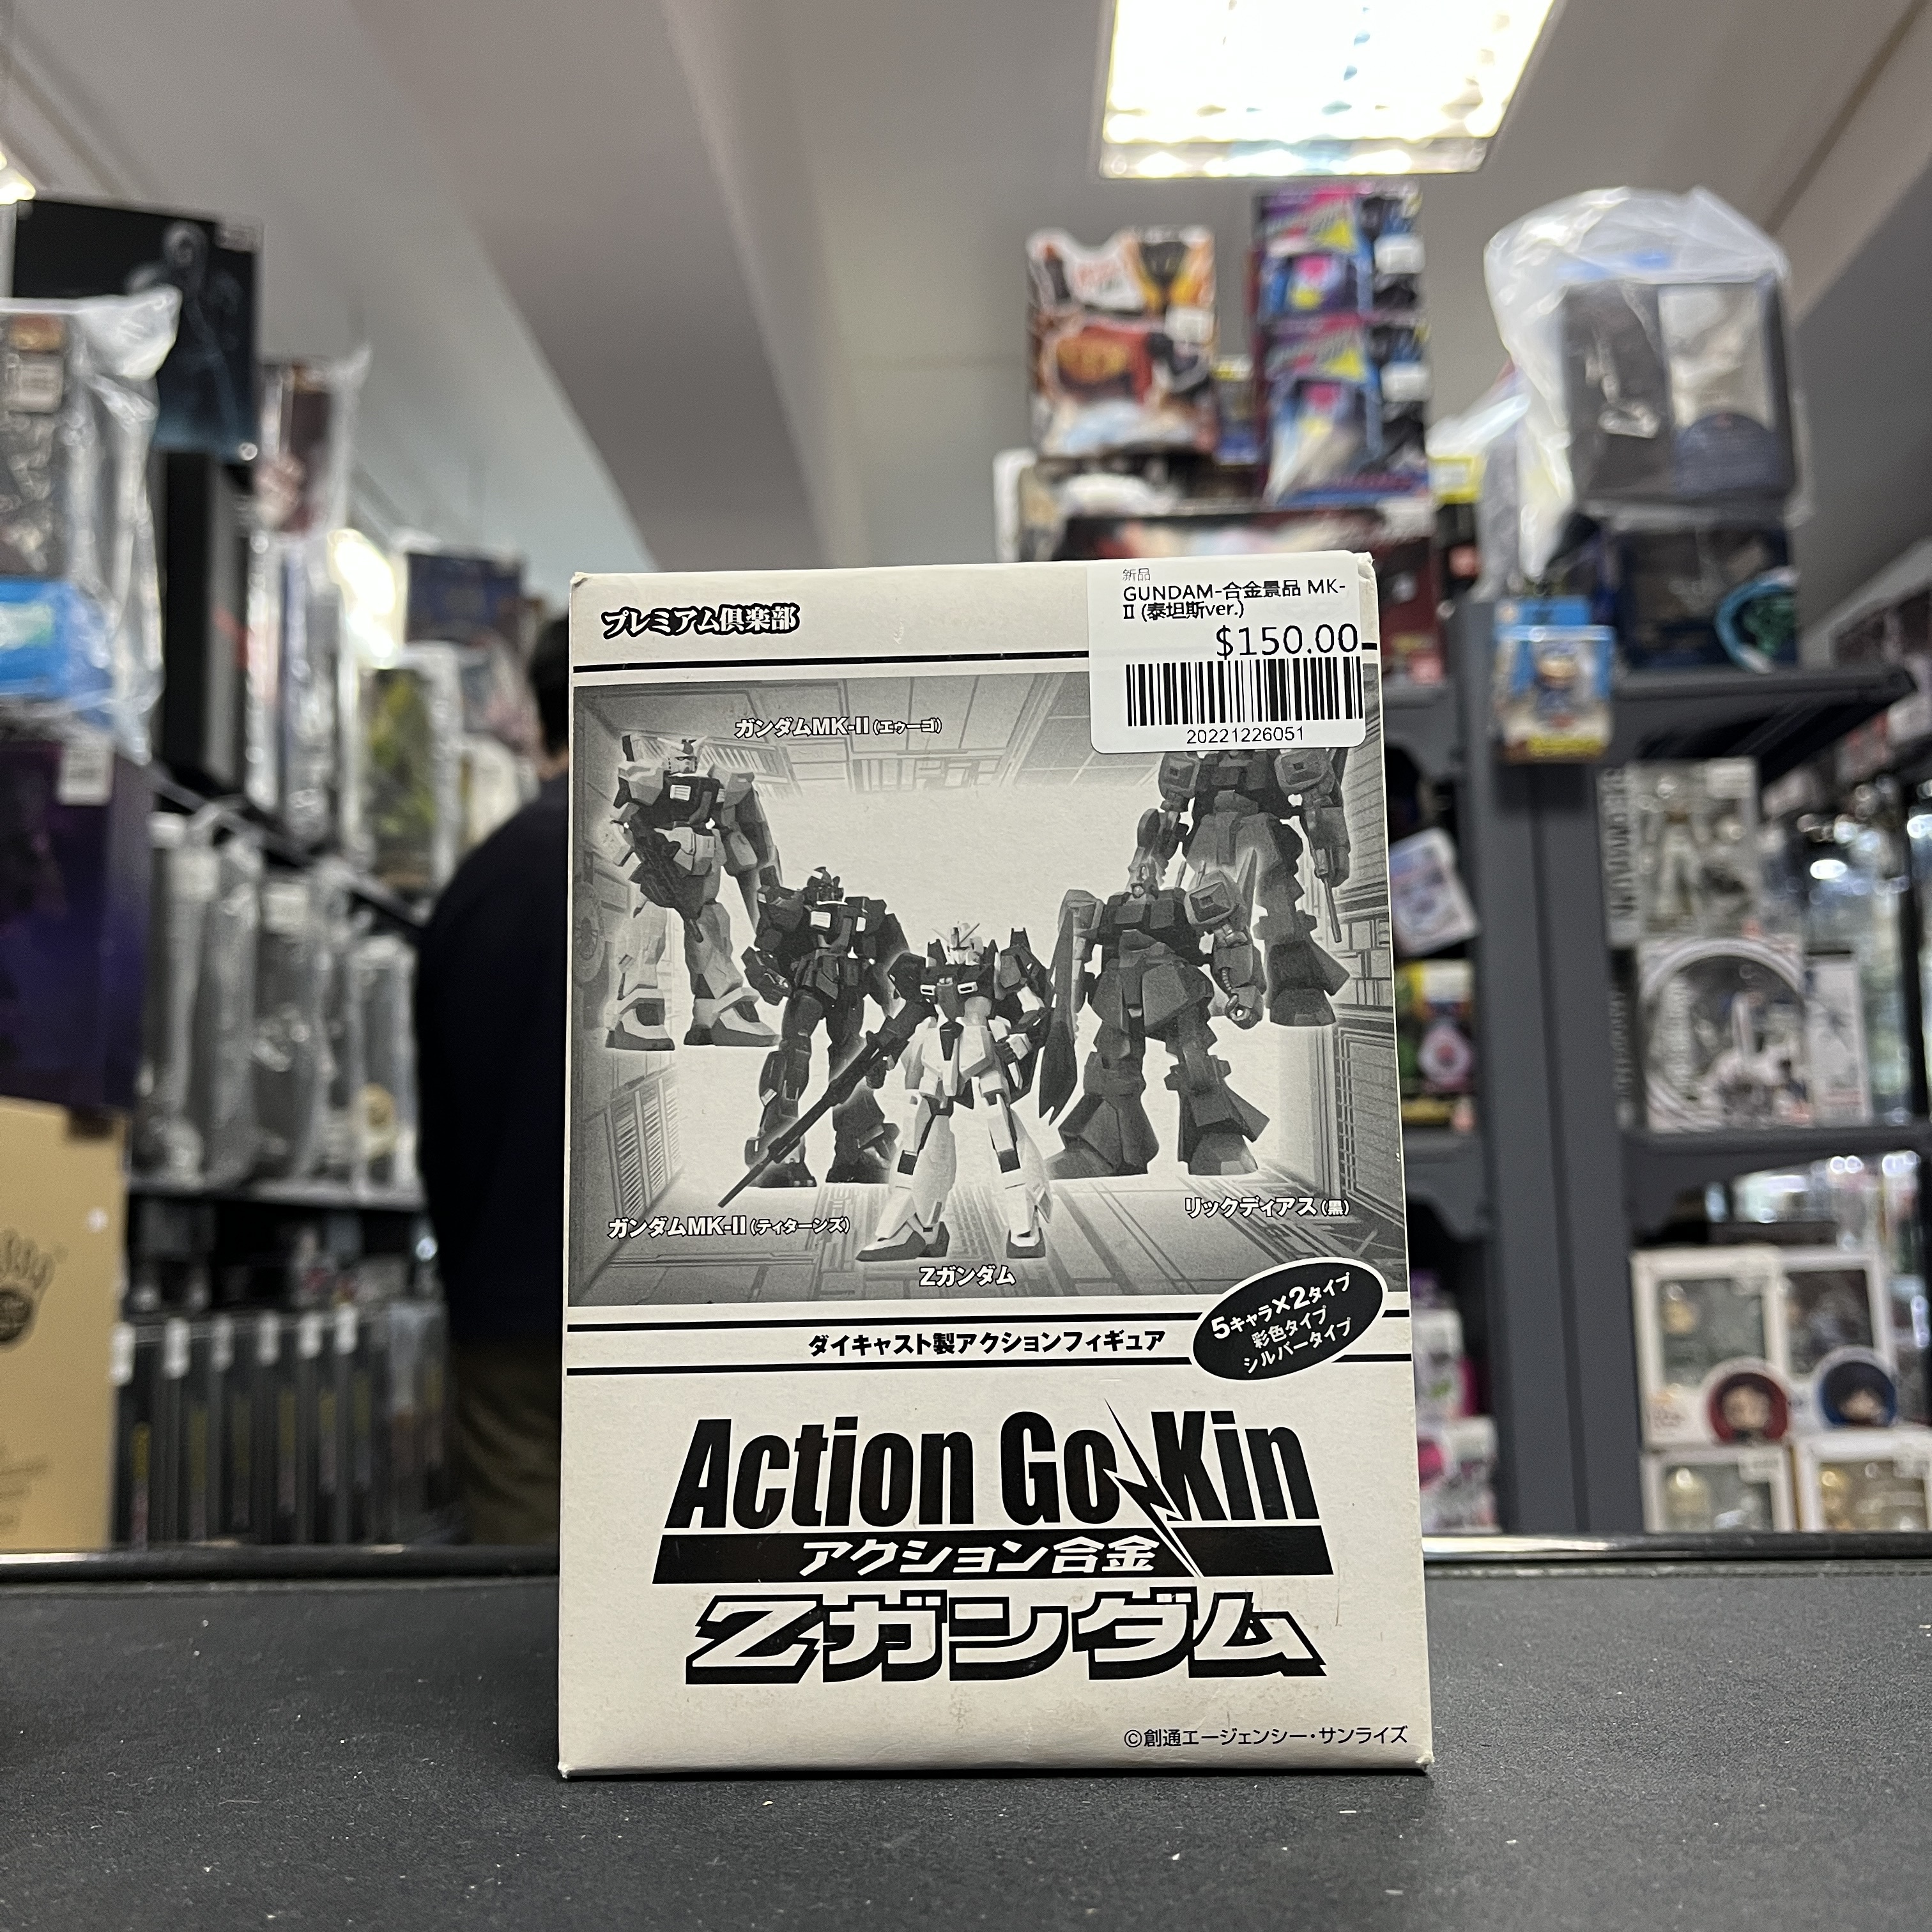 新品
GUNDAM-合金景品 MK-
II (泰坦斯ver.)
$150.00
20221226051
プレミアム倶楽部
ガンダムMK-II（エゥーゴ）
ガンダムMK-II（ティターンズ）
リックディアス（黒）
Zガンダム
5キャラ×2タイプ
彩色タイプ
シルバータイプ
ダイキャスト製アクションフィギュア
Action Go Kin
アクション合金
Zガンダム
©創通エージェンシー・サンライズ